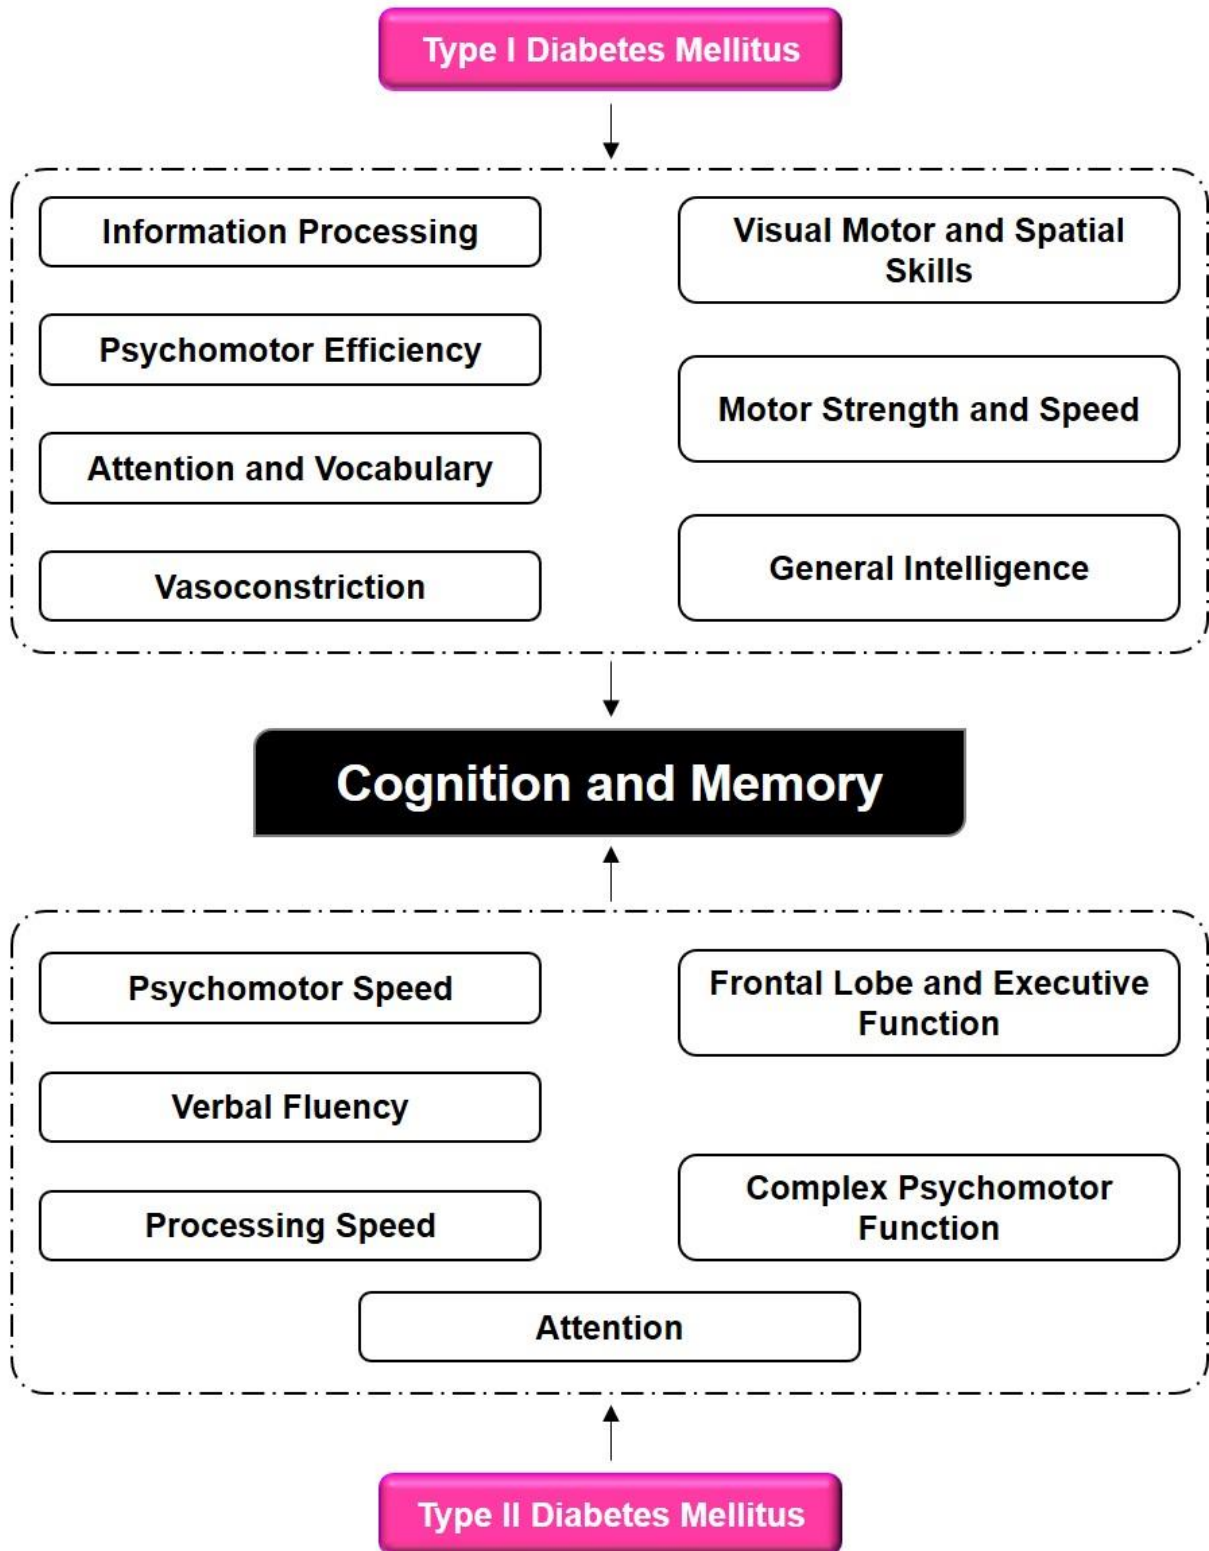 Type I Diabetes Mellitus
Information Processing
Psychomotor Efficiency
Attention and Vocabulary
Vasoconstriction
Visual Motor and Spatial
Skills
Motor Strength and Speed
General Intelligence
Cognition and Memory
Psychomotor Speed
Verbal Fluency
Processing Speed
Frontal Lobe and Executive
Function
Complex Psychomotor
Function
Attention
Type II Diabetes Mellitus